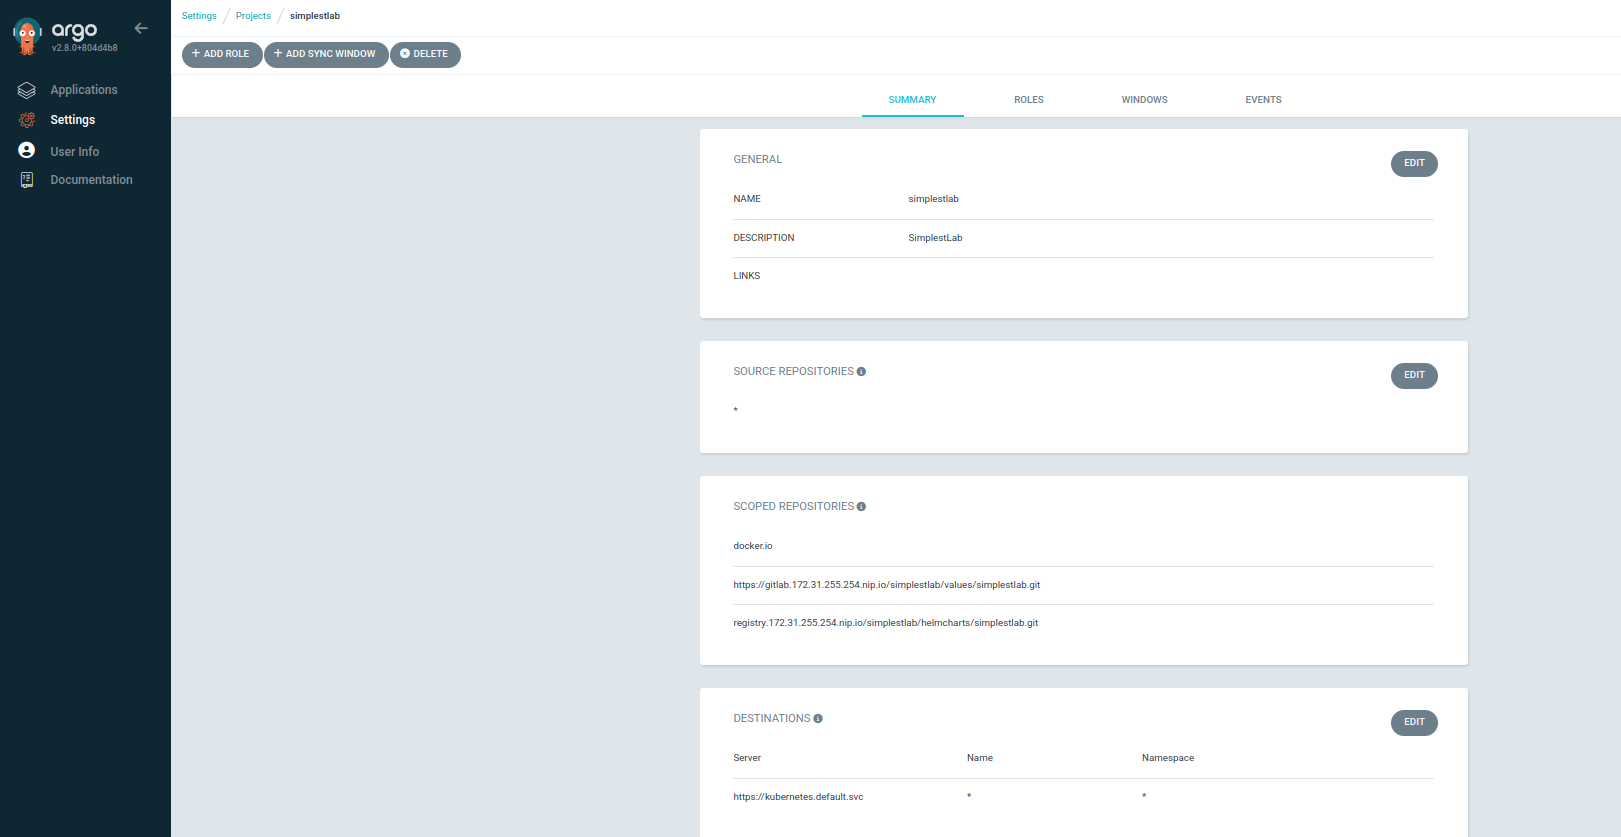 argo
v2.8.0+804d4b8
Applications
Settings
User Info
Documentation
Settings / Projects / simplestlab
+ ADD ROLE + ADD SYNC WINDOW DELETE
SUMMARY ROLES WINDOWS EVENTS
GENERAL EDIT
NAME simplestlab
DESCRIPTION SimplestLab
LINKS
SOURCE REPOSITORIES EDIT
*
SCOPED REPOSITORIES
docker.io
https://gitlab.172.31.255.254.nip.io/simplestlab/values/simplestlab.git
registry.172.31.255.254.nip.io/simplestlab/helmcharts/simplestlab.git
DESTINATIONS EDIT
Server Name Namespace
https://kubernetes.default.svc * *